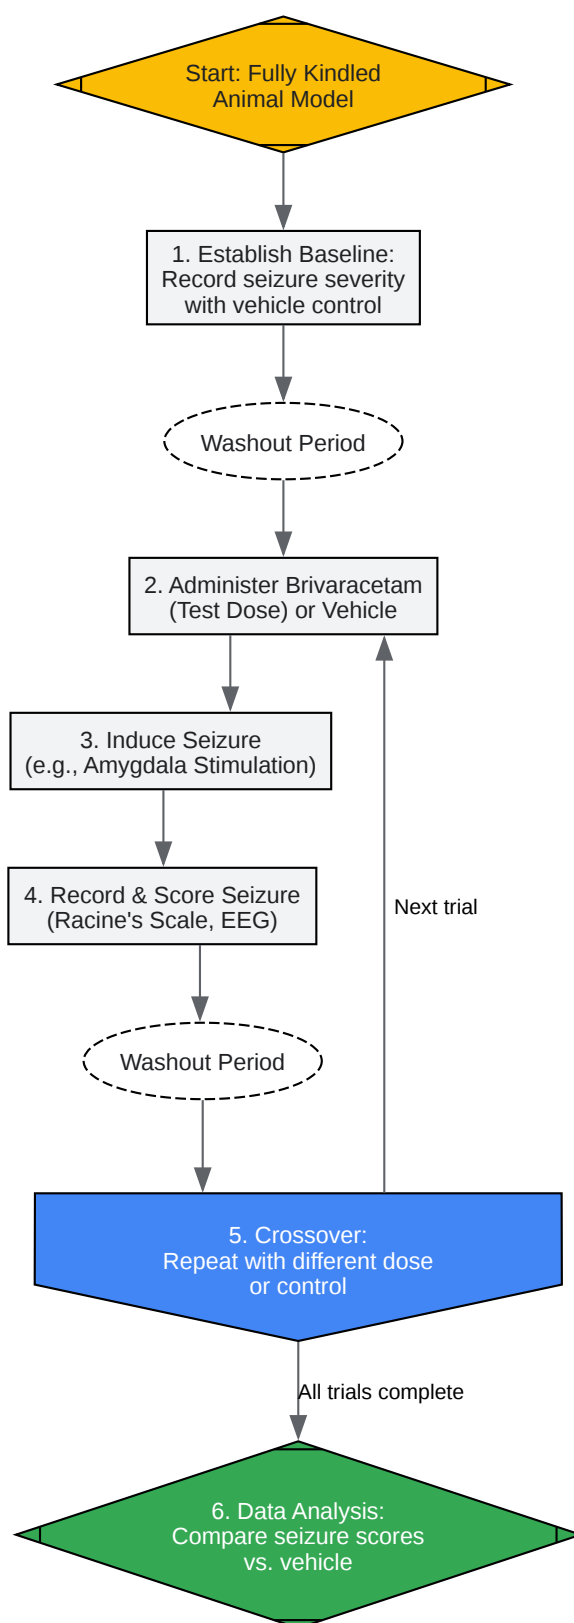 Start: Fully Kindled
Animal Model
1. Establish Baseline:
Record seizure severity
with vehicle control
Washout Period
2. Administer Brivaracetam
(Test Dose) or Vehicle
3. Induce Seizure
(e.g., Amygdala Stimulation)
4. Record & Score Seizure
(Racine's Scale, EEG)
Next trial
Washout Period
5. Crossover:
Repeat with different dose
or control
All trials complete
6. Data Analysis:
Compare seizure scores
vs. vehicle